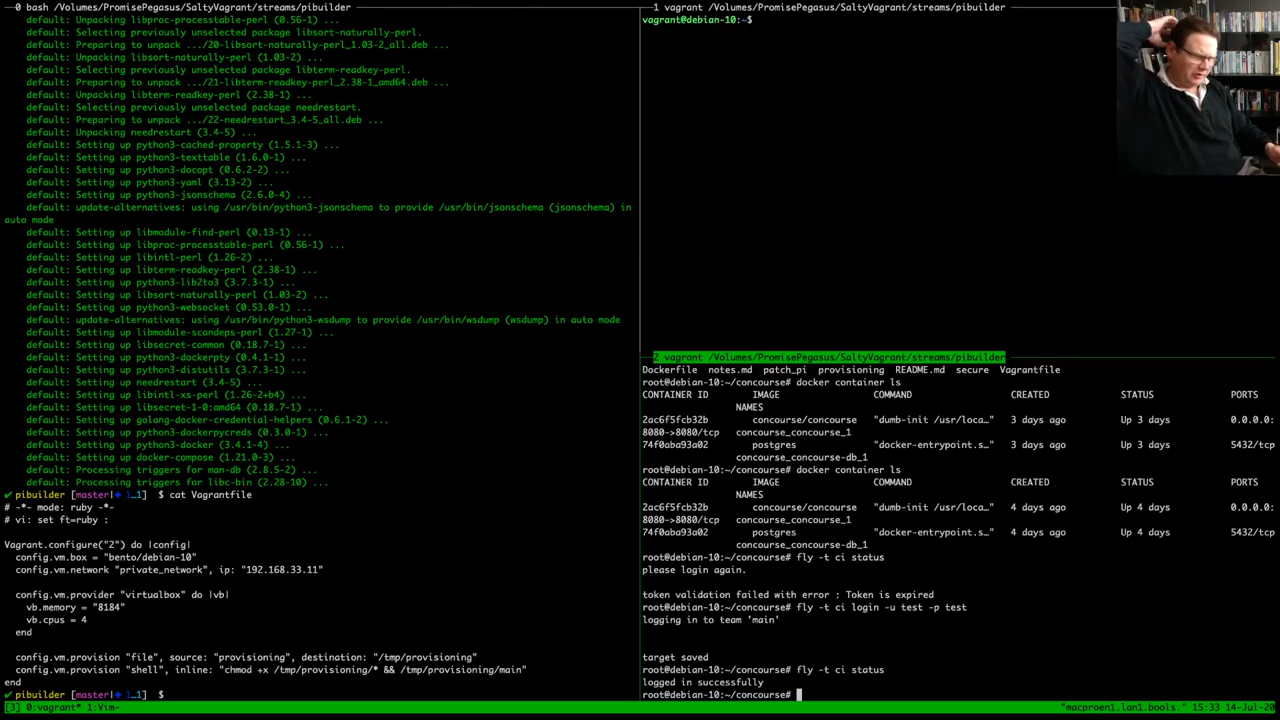 0 bash /Volumes/PromisePegasus/SaltyVagrant/streams/pibuilder
default: Unpacking libproc-processtable-perl (0.56-1) ...
default: Selecting previously unselected package libsort-naturally-perl.
default: Preparing to unpack .../20-libsort-naturally-perl_1.03-2_all.deb ...
default: Unpacking libsort-naturally-perl (1.03-2) ...
default: Selecting previously unselected package libterm-readkey-perl.
default: Preparing to unpack .../21-libterm-readkey-perl_2.38-1_amd64.deb ...
default: Unpacking libterm-readkey-perl (2.38-1) ...
default: Selecting previously unselected package needrestart.
default: Preparing to unpack .../22-needrestart_3.4-5_all.deb ...
default: Unpacking needrestart (3.4-5) ...
default: Setting up python3-cached-property (1.5.1-3) ...
default: Setting up python3-texttable (1.6.0-1) ...
default: Setting up python3-docopt (0.6.2-2) ...
default: Setting up python3-yaml (3.13-2) ...
default: Setting up python3-jsonschema (2.6.0-4) ...
default: update-alternatives: using /usr/bin/python3-jsonschema to provide /usr/bin/jsonschema (jsonschema) in
auto mode
default: Setting up libmodule-find-perl (0.13-1) ...
default: Setting up libproc-processtable-perl (0.56-1) ...
default: Setting up libintl-perl (1.26-2) ...
default: Setting up libterm-readkey-perl (2.38-1) ...
default: Setting up python3-lib2to3 (3.7.3-1) ...
default: Setting up libsort-naturally-perl (1.03-2) ...
default: Setting up python3-websocket (0.53.0-1) ...
default: update-alternatives: using /usr/bin/python3-wsdump to provide /usr/bin/wsdump (wsdump) in auto mode
default: Setting up libmodule-scandeps-perl (1.27-1) ...
default: Setting up libsecret-common (0.18.7-1) ...
default: Setting up python3-dockerpty (0.4.1-1) ...
default: Setting up python3-distutils (3.7.3-1) ...
default: Setting up needrestart (3.4-5) ...
default: Setting up libintl-xs-perl (1.26-2+b4) ...
default: Setting up libsecret-1-0:amd64 (0.18.7-1) ...
default: Setting up golang-docker-credential-helpers (0.6.1-2) ...
default: Setting up python3-dockerpycreds (0.3.0-1) ...
default: Setting up python3-docker (3.4.1-4) ...
default: Setting up docker-compose (1.21.0-3) ...
default: Processing triggers for man-db (2.8.5-2) ...
default: Processing triggers for libc-bin (2.28-10) ...
✔ pibuilder [master|✚ 1…1] $ cat Vagrantfile
# -*- mode: ruby -*-
# vi: set ft=ruby :
Vagrant.configure("2") do |config|
config.vm.box = "bento/debian-10"
config.vm.network "private_network", ip: "192.168.33.11"
config.vm.provider "virtualbox" do |vb|
vb.memory = "8184"
vb.cpus = 4
end
config.vm.provision "file", source: "provisioning", destination: "/tmp/provisioning"
config.vm.provision "shell", inline: "chmod +x /tmp/provisioning/* && /tmp/provisioning/main"
end
✔ pibuilder [master|✚ 1…1] $
1 vagrant /Volumes/PromisePegasus/SaltyVagrant/streams/pibuilder
vagrant@debian-10:~$
2 vagrant /Volumes/PromisePegasus/SaltyVagrant/streams/pibuilder
Dockerfile notes.md patch_pi provisioning README.md secure Vagrantfile
root@debian-10:~/concourse# docker container ls
CONTAINER ID IMAGE COMMAND CREATED STATUS PORTS
NAMES
2ac6f5fcb32b concourse/concourse "dumb-init /usr/loca…" 3 days ago Up 3 days 0.0.0.0:
8080->8080/tcp concourse_concourse_1
74f0aba93a02 postgres "docker-entrypoint.s…" 3 days ago Up 3 days 5432/tcp
concourse_concourse-db_1
root@debian-10:~/concourse# docker container ls
CONTAINER ID IMAGE COMMAND CREATED STATUS PORTS
NAMES
2ac6f5fcb32b concourse/concourse "dumb-init /usr/loca…" 4 days ago Up 4 days 0.0.0.0:
8080->8080/tcp concourse_concourse_1
74f0aba93a02 postgres "docker-entrypoint.s…" 4 days ago Up 4 days 5432/tcp
concourse_concourse-db_1
root@debian-10:~/concourse# fly -t ci status
please login again.
token validation failed with error : Token is expired
root@debian-10:~/concourse# fly -t ci login -u test -p test
logging in to team 'main'
target saved
root@debian-10:~/concourse# fly -t ci status
logged in successfully
root@debian-10:~/concourse#
[3] 0:vagrant* 1:Vim- "macproen1.lan1.bools." 15:33 14-Jul-20